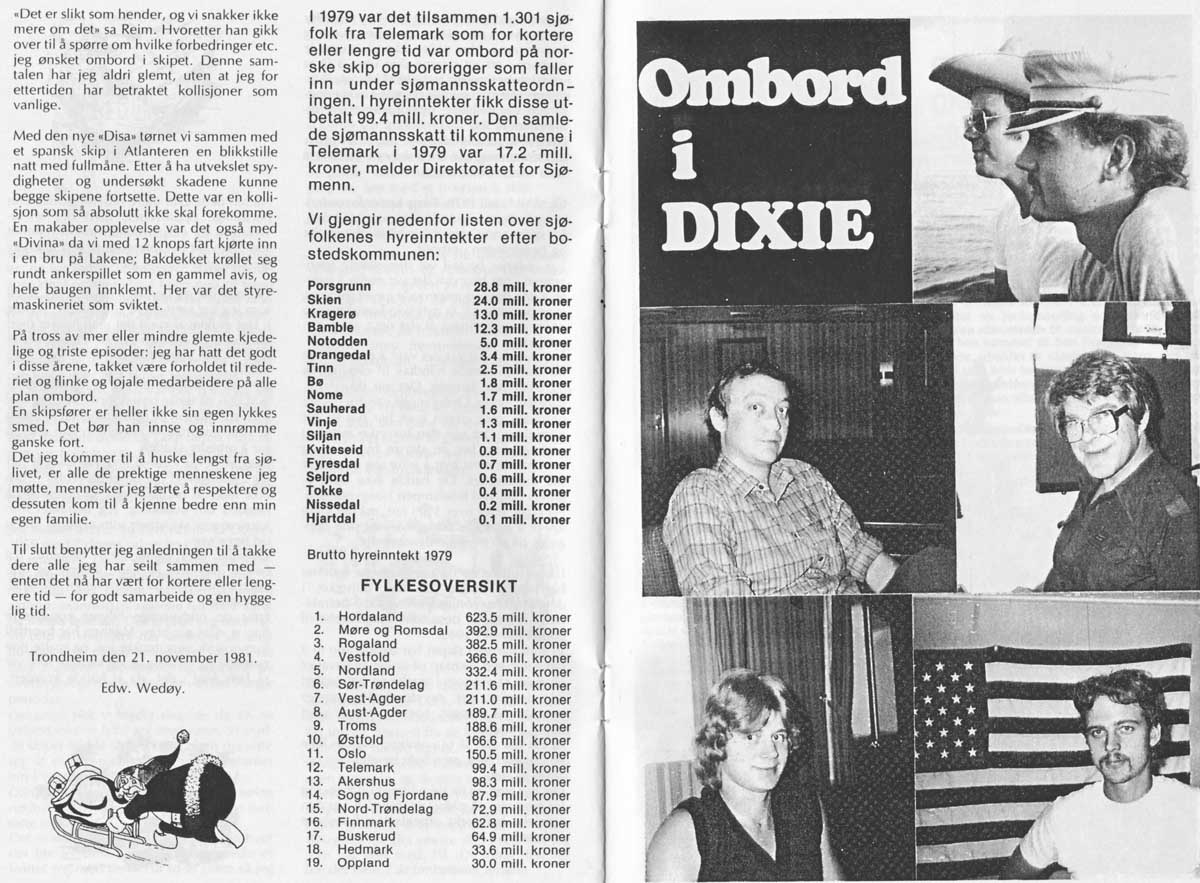 «Det er slikt som hender, og vi snakker ikke
mere om det» sa Reim. Hvoretter han gikk
over til å spørre om hvilke forbedringer etc.
jeg ønsket ombord i skipet. Denne sam-
talen har jeg aldri glemt, uten at jeg for
ettertiden har betraktet kollisjoner som
vanlige.
Med den nye «Disa» tørnet vi sammen med
et spansk skip i Atlanteren en blikkstille
natt med fullmåne. Etter å ha utvekslet spy-
digheter og undersøkt skadene kunne
begge skipene fortsette. Dette var en kolli-
sjon som så absolutt ikke skal forekomme.
En makaber opplevelse var det også med
«Divina» da vi med 12 knops fart kjørte inn
i en bru på Lakene; Bakdekket krøllet seg
rundt ankerspillet som en gammel avis, og
hele baugen innklemt. Her var det styre-
maskineriet som sviktet.
På tross av mer eller mindre glemte kjede-
lige og triste episoder: jeg har hatt det godt
i disse årene, takket være forholdet til rede-
riet og flinke og lojale medarbeidere på alle
plan ombord.
En skipsfører er heller ikke sin egen lykkes
smed. Det bør han innse og innrømme
ganske fort.
Det jeg kommer til å huske lengst fra sjø-
livet, er alle de prektige menneskene jeg
møtte, mennesker jeg lærte å respektere og
dessuten kom til å kjenne bedre enn min
egen familie.
Til slutt benytter jeg anledningen til å takke
dere alle jeg har seilt sammen med —
enten det nå har vært for kortere eller leng-
ere tid — for godt samarbeide og en hygge-
lig tid.
Trondheim den 21. november 1981.
Edw. Wedøy.
I 1979 var det tilsammen 1.301 sjø-
folk fra Telemark som for kortere
eller lengre tid var ombord på nor-
ske skip og borerigger som faller
inn under sjømannsskatteordn-
ingen. I hyreinntekter fikk disse ut-
betalt 99.4 mill. kroner. Den samle-
de sjømannsskatt til kommunene i
Telemark i 1979 var 17.2 mill.
kroner, melder Direktoratet for Sjø-
menn.
Vi gjengir nedenfor listen over sjø-
folkenes hyreinntekter efter bo-
stedskommunen:
Porsgrunn 28.8 mill. kroner
Skien 24.0 mill. kroner
Kragerø 13.0 mill. kroner
Bamble 12.3 mill. kroner
Notodden 5.0 mill. kroner
Drangedal 3.4 mill. kroner
Tinn 2.5 mill. kroner
Bø 1.8 mill. kroner
Nome 1.7 mill. kroner
Sauherad 1.6 mill. kroner
Vinje 1.3 mill. kroner
Siljan 1.1 mill. kroner
Kviteseid 0.8 mill. kroner
Fyresdal 0.7 mill. kroner
Seljord 0.6 mill. kroner
Tokke 0.4 mill. kroner
Nissedal 0.2 mill. kroner
Hjartdal 0.1 mill. kroner
Brutto hyreinntekt 1979
FYLKESOVERSIKT
1. Hordaland 623.5 mill. kroner
2. Møre og Romsdal 392.9 mill. kroner
3. Rogaland 382.5 mill. kroner
4. Vestfold 366.6 mill. kroner
5. Nordland 332.4 mill. kroner
6. Sør-Trøndelag 211.6 mill. kroner
7. Vest-Agder 211.0 mill. kroner
8. Aust-Agder 189.7 mill. kroner
9. Troms 188.6 mill. kroner
10. Østfold 166.6 mill. kroner
11. Oslo 150.5 mill. kroner
12. Telemark 99.4 mill. kroner
13. Akershus 98.3 mill. kroner
14. Sogn og Fjordane 87.9 mill. kroner
15. Nord-Trøndelag 72.9 mill. kroner
16. Finnmark 62.8 mill. kroner
17. Buskerud 64.9 mill. kroner
18. Hedmark 33.6 mill. kroner
19. Oppland 30.0 mill. kroner
Ombord
i
DIXIE